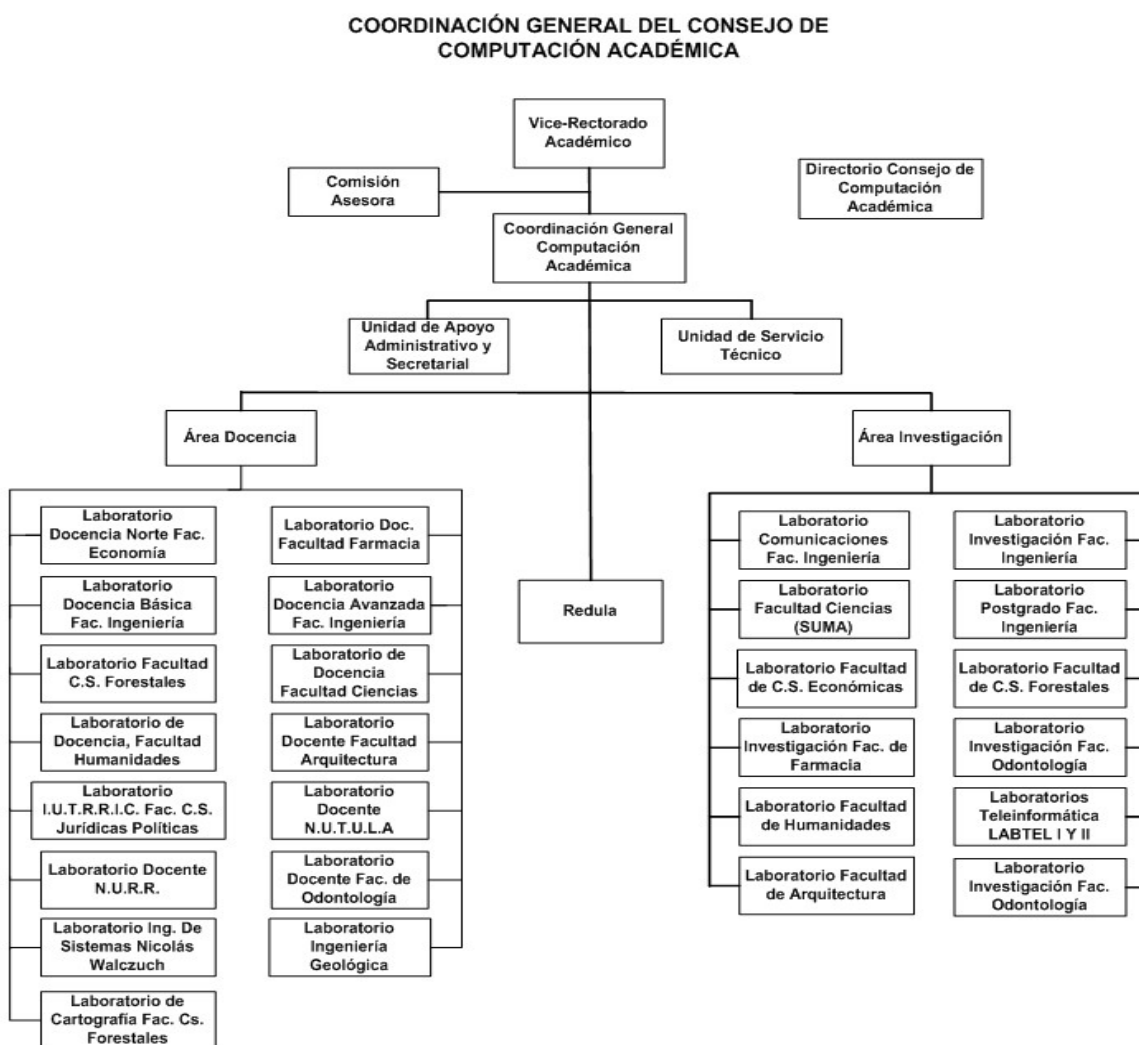 COORDINACIÓN GENERAL DEL CONSEJO DE
COMPUTACIÓN ACADÉMICA
Vice-Rectorado
Académico
Comisión
Asesora
Directorio Consejo de
Computación
Académica
Coordinación General
Computación
Académica
Unidad de Apoyo
Administrativo y
Secretarial
Unidad de Servicio
Técnico
Área Docencia
Área Investigación
Redula
Laboratorio
Docencia Norte Fac.
Economía
Laboratorio Doc.
Facultad Farmacia
Laboratorio
Docencia Básica
Fac. Ingeniería
Laboratorio
Docencia Avanzada
Fac. Ingeniería
Laboratorio Facultad
C.S. Forestales
Laboratorio de
Docencia
Facultad Ciencias
Laboratorio de
Docencia, Facultad
Humanidades
Laboratorio
Docente Facultad
Arquitectura
Laboratorio
I.U.T.R.R.I.C. Fac. C.S.
Jurídicas Políticas
Laboratorio
Docente
N.U.T.U.L.A
Laboratorio Docente
N.U.R.R.
Laboratorio
Docente Fac. de
Odontología
Laboratorio Ing. De
Sistemas Nicolás
Walczuch
Laboratorio
Ingeniería
Geológica
Laboratorio de
Cartografía Fac. Cs.
Forestales
Laboratorio
Comunicaciones
Fac. Ingeniería
Laboratorio
Investigación Fac.
Ingeniería
Laboratorio
Facultad Ciencias
(SUMA)
Laboratorio
Postgrado Fac.
Ingeniería
Laboratorio Facultad
de C.S. Económicas
Laboratorio Facultad
de C.S. Forestales
Laboratorio
Investigación Fac. de
Farmacia
Laboratorio
Investigación Fac.
Odontología
Laboratorio Facultad
de Humanidades
Laboratorios
Teleinformática
LABTEL I Y II
Laboratorio Facultad
de Arquitectura
Laboratorio
Investigación Fac.
Odontología